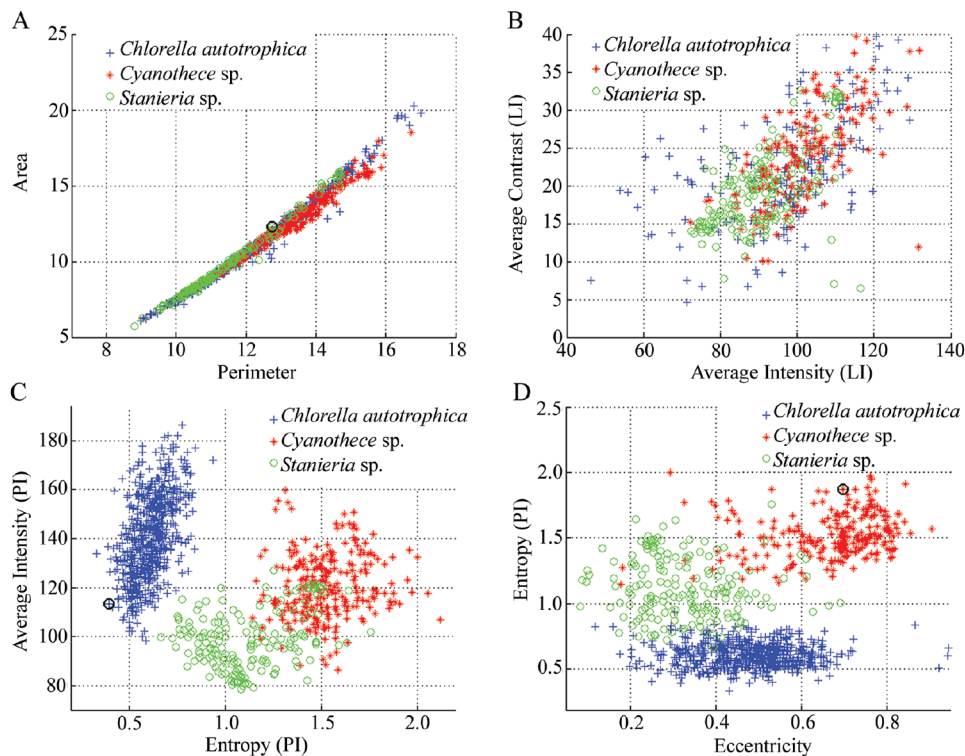 A
25
Chlorella autotrophica
Cyanothece sp.
Stanieria sp.
20
15
10
5
Area
8 10 12 14 16 18
Perimeter
B
40
Chlorella autotrophica
Cyanothece sp.
Stanieria sp.
35
30
25
20
15
10
5
0
Average Contrast (LI)
40 60 80 100 120 140
Average Intensity (LI)
C
Chlorella autotrophica
Cyanothece sp.
Stanieria sp.
180
160
140
120
100
80
Average Intensity (PI)
0.5 1.0 1.5 2.0
Entropy (PI)
D
2.5
Chlorella autotrophica
Cyanothece sp.
Stanieria sp.
2.0
1.5
1.0
0.5
Entropy (PI)
0.2 0.4 0.6 0.8
Eccentricity